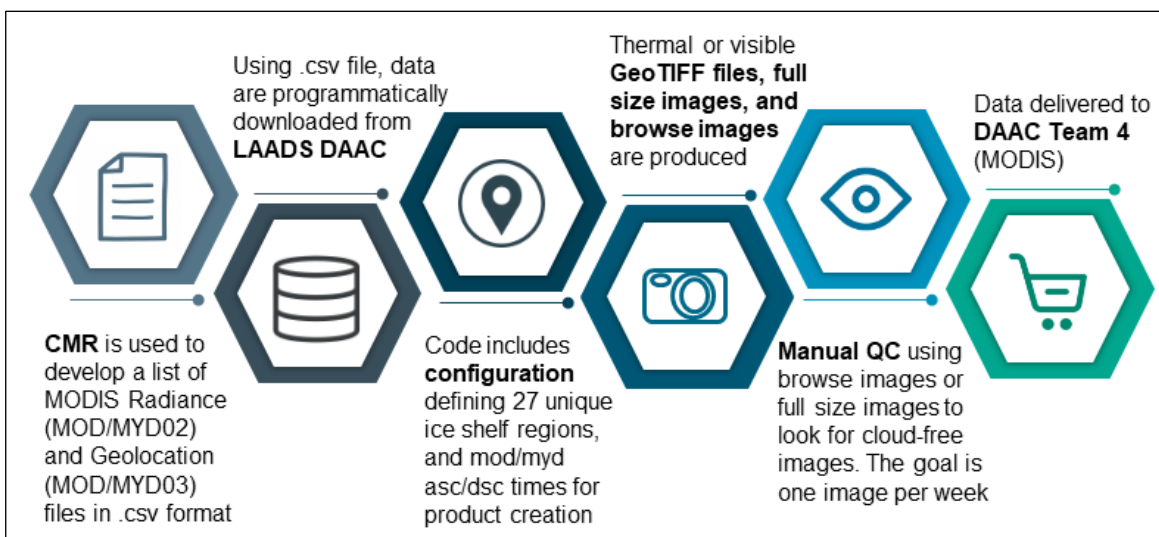 CMR is used to
develop a list of
MODIS Radiance
(MOD/MYD02)
and Geolocation
(MOD/MYD03)
files in .csv format
Using .csv file, data
are programmatically
downloaded from
LAADS DAAC
Code includes
configuration
defining 27 unique
ice shelf regions,
and mod/myd
asc/dsc times for
product creation
Thermal or visible
GeoTIFF files, full
size images, and
browse images
are produced
Manual QC using
browse images or
full size images to
look for cloud-free
images. The goal is
one image per week
Data delivered to
DAAC Team 4
(MODIS)